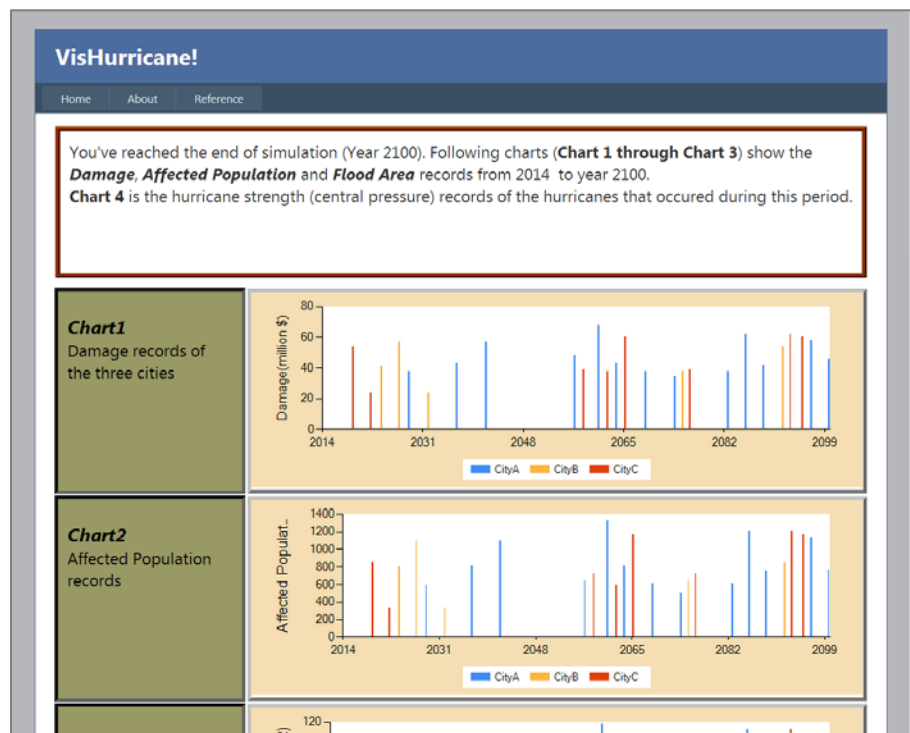 VisHurricane!
Home About Reference
You've reached the end of simulation (Year 2100). Following charts (Chart 1 through Chart 3) show the
Damage, Affected Population and Flood Area records from 2014 to year 2100.
Chart 4 is the hurricane strength (central pressure) records of the hurricanes that occured during this period.
Chart1
Damage records of
the three cities
Damage(million $)
80
60
40
20
0
2014 2031 2048 2065 2082 2099
CityA CityB CityC
Chart2
Affected Population
records
Affected Populat..
1400
1200
1000
800
600
400
200
0
2014 2031 2048 2065 2082 2099
CityA CityB CityC
120